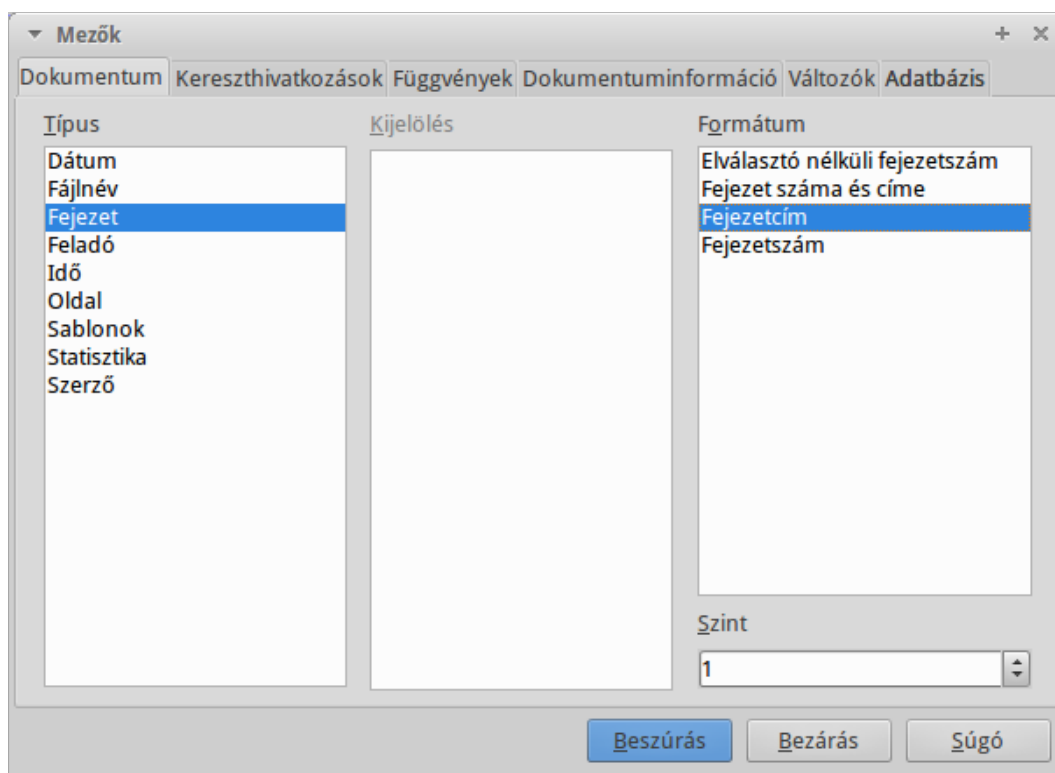 Mezők
Dokumentum Kereszthivatkozások Függvények Dokumentuminformáció Változók Adatbázis
Típus
Dátum
Fájlnév
Fejezet
Feladó
Idő
Oldal
Sablonok
Statisztika
Szerző
Kijelölés
Formátum
Elválasztó nélküli fejezetszám
Fejezet száma és címe
Fejezetcím
Fejezetszám
Szint
1
Beszúrás Bezárás Súgó